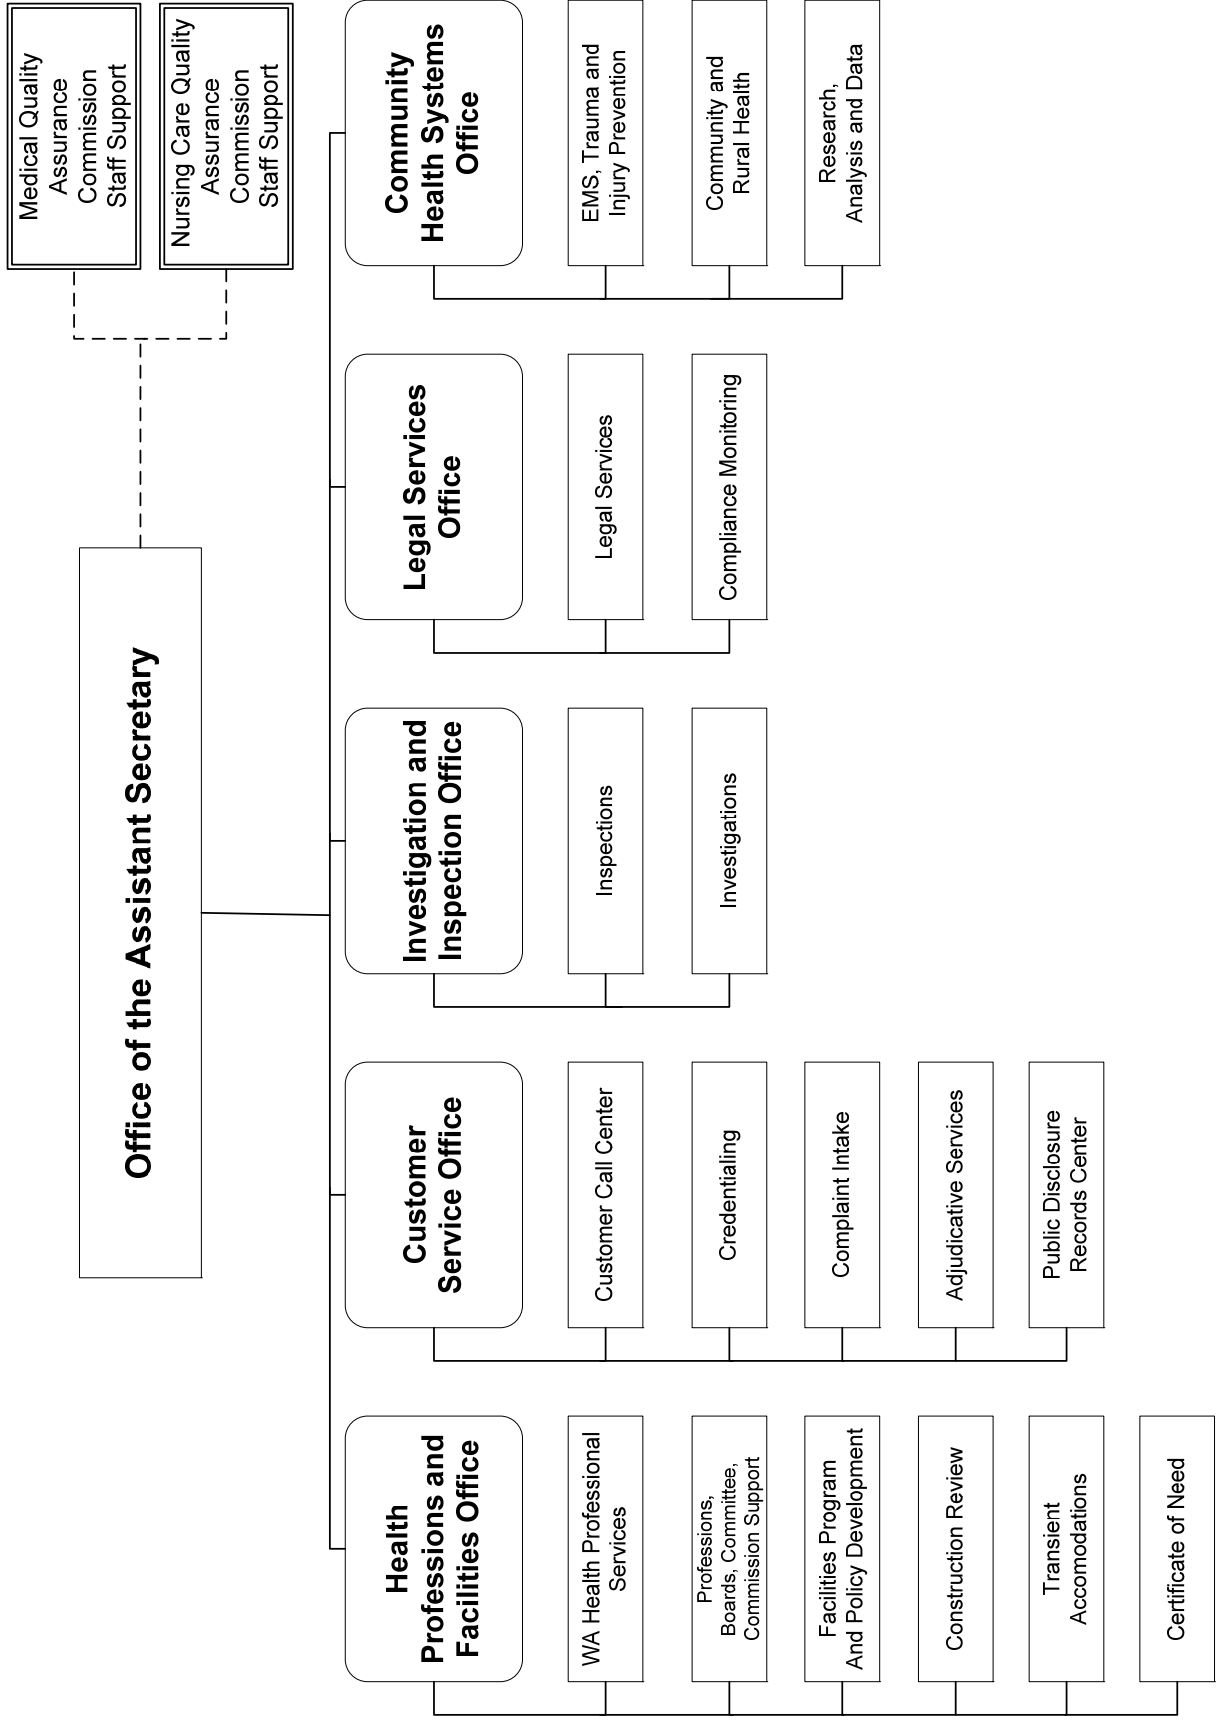 Office of the Assistant Secretary
Medical Quality
Assurance
Commission
Staff Support
Nursing Care Quality
Assurance
Commission
Staff Support
Health
Professions and
Facilities Office
WA Health Professional
Services
Professions,
Boards, Committee,
Commission Support
Facilities Program
And Policy Development
Construction Review
Transient
Accomodations
Certificate of Need
Customer
Service Office
Customer Call Center
Credentialing
Complaint Intake
Adjudicative Services
Public Disclosure
Records Center
Investigation and
Inspection Office
Inspections
Investigations
Legal Services
Office
Legal Services
Compliance Monitoring
Community
Health Systems
Office
EMS, Trauma and
Injury Prevention
Community and
Rural Health
Research,
Analysis and Data